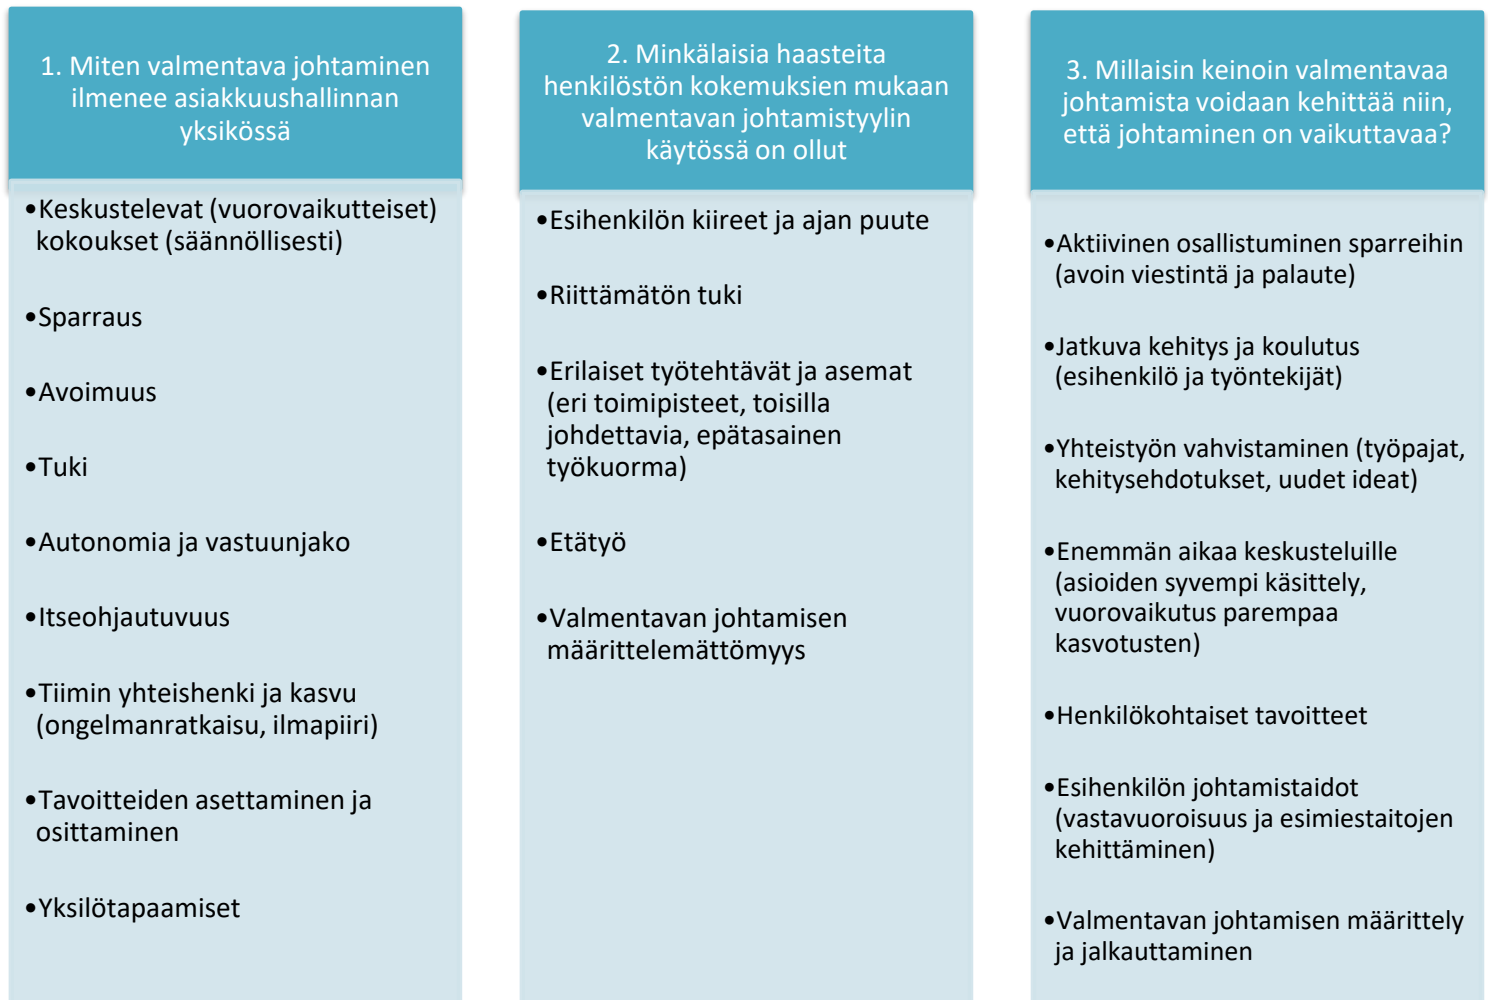 1. Miten valmentava johtaminen
ilmenee asiakkuushallinnan
yksikössä
•Keskustelevat (vuorovaikutteiset)
kokoukset (säännöllisesti)
•Sparraus
•Avoimuus
•Tuki
•Autonomia ja vastuunjako
•Itseohjautuvuus
•Tiimin yhteishenki ja kasvu
(ongelmanratkaisu, ilmapiiri)
•Tavoitteiden asettaminen ja
osittaminen
•Yksilötapaamiset
2. Minkälaisia haasteita
henkilöstön kokemuksien mukaan
valmentavan johtamistyylin
käytössä on ollut
•Esihenkilön kiireet ja ajan puute
•Riittämätön tuki
•Erilaiset työtehtävät ja asemat
(eri toimipisteet, toisilla
johdettavia, epätasainen
työkuorma)
•Etätyö
•Valmentavan johtamisen
määrittelemättömyys
3. Millaisin keinoin valmentavaa
johtamista voidaan kehittää niin,
että johtaminen on vaikuttavaa?
•Aktiivinen osallistuminen sparreihin
(avoin viestintä ja palaute)
•Jatkuva kehitys ja koulutus
(esihenkilö ja työntekijät)
•Yhteistyön vahvistaminen (työpajat,
kehitysehdotukset, uudet ideat)
•Enemmän aikaa keskusteluille
(asioiden syvempi käsittely,
vuorovaikutus parempaa
kasvotusten)
•Henkilökohtaiset tavoitteet
•Esihenkilön johtamistaidot
(vastavuoroisuus ja esimiestaitojen
kehittäminen)
•Valmentavan johtamisen määrittely
ja jalkauttaminen